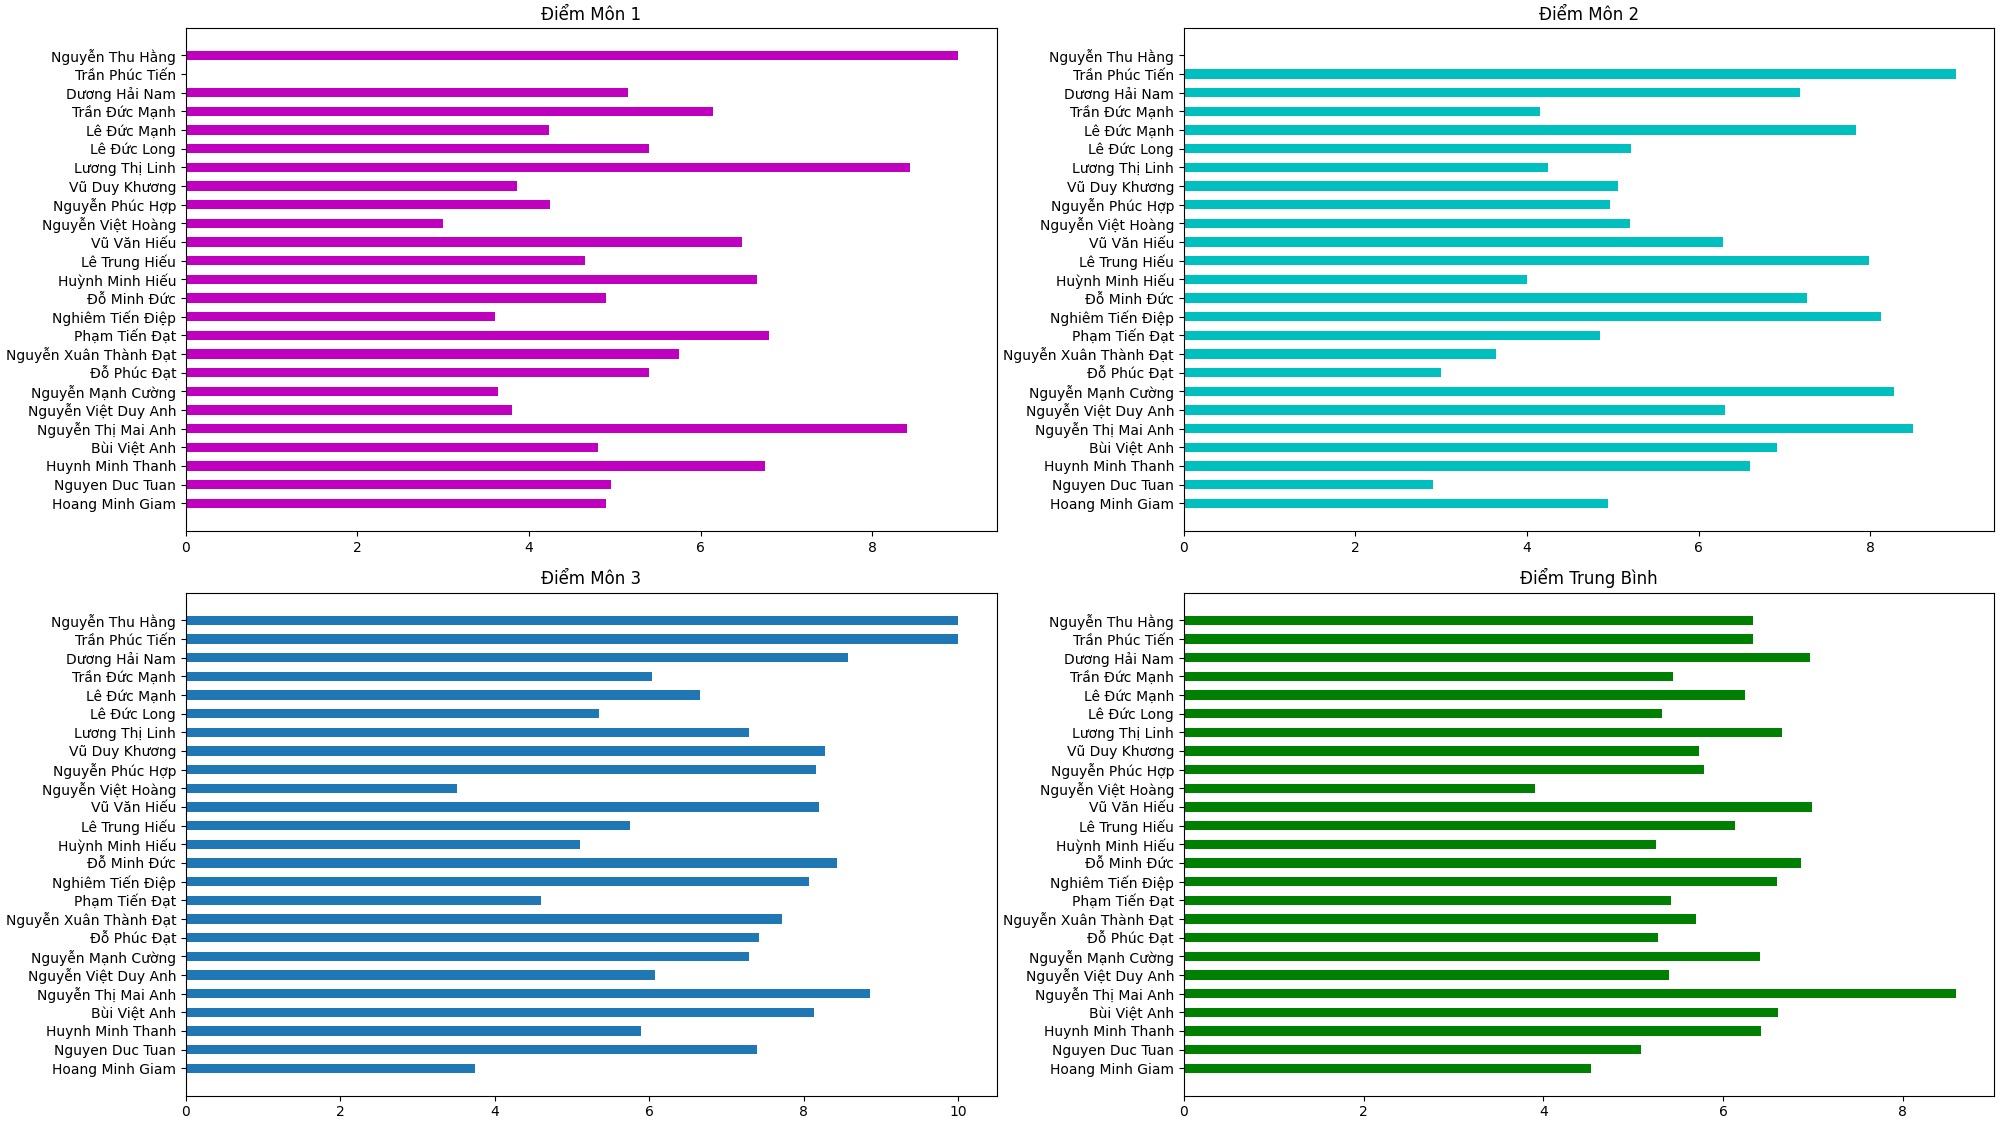 Điểm Môn 1
Nguyễn Thu Hằng
Trần Phúc Tiến
Dương Hải Nam
Trần Đức Mạnh
Lê Đức Mạnh
Lê Đức Long
Lương Thị Linh
Vũ Duy Khương
Nguyễn Phúc Hợp
Nguyễn Việt Hoàng
Vũ Văn Hiếu
Lê Trung Hiếu
Huỳnh Minh Hiếu
Đỗ Minh Đức
Nghiêm Tiến Điệp
Phạm Tiến Đạt
Nguyễn Xuân Thành Đạt
Đỗ Phúc Đạt
Nguyễn Mạnh Cường
Nguyễn Việt Duy Anh
Nguyễn Thị Mai Anh
Bùi Việt Anh
Huynh Minh Thanh
Nguyen Duc Tuan
Hoang Minh Giam
0 2 4 6 8
Điểm Môn 2
Nguyễn Thu Hằng
Trần Phúc Tiến
Dương Hải Nam
Trần Đức Mạnh
Lê Đức Mạnh
Lê Đức Long
Lương Thị Linh
Vũ Duy Khương
Nguyễn Phúc Hợp
Nguyễn Việt Hoàng
Vũ Văn Hiếu
Lê Trung Hiếu
Huỳnh Minh Hiếu
Đỗ Minh Đức
Nghiêm Tiến Điệp
Phạm Tiến Đạt
Nguyễn Xuân Thành Đạt
Đỗ Phúc Đạt
Nguyễn Mạnh Cường
Nguyễn Việt Duy Anh
Nguyễn Thị Mai Anh
Bùi Việt Anh
Huynh Minh Thanh
Nguyen Duc Tuan
Hoang Minh Giam
0 2 4 6 8
Điểm Môn 3
Nguyễn Thu Hằng
Trần Phúc Tiến
Dương Hải Nam
Trần Đức Mạnh
Lê Đức Mạnh
Lê Đức Long
Lương Thị Linh
Vũ Duy Khương
Nguyễn Phúc Hợp
Nguyễn Việt Hoàng
Vũ Văn Hiếu
Lê Trung Hiếu
Huỳnh Minh Hiếu
Đỗ Minh Đức
Nghiêm Tiến Điệp
Phạm Tiến Đạt
Nguyễn Xuân Thành Đạt
Đỗ Phúc Đạt
Nguyễn Mạnh Cường
Nguyễn Việt Duy Anh
Nguyễn Thị Mai Anh
Bùi Việt Anh
Huynh Minh Thanh
Nguyen Duc Tuan
Hoang Minh Giam
0 2 4 6 8 10
Điểm Trung Bình
Nguyễn Thu Hằng
Trần Phúc Tiến
Dương Hải Nam
Trần Đức Mạnh
Lê Đức Mạnh
Lê Đức Long
Lương Thị Linh
Vũ Duy Khương
Nguyễn Phúc Hợp
Nguyễn Việt Hoàng
Vũ Văn Hiếu
Lê Trung Hiếu
Huỳnh Minh Hiếu
Đỗ Minh Đức
Nghiêm Tiến Điệp
Phạm Tiến Đạt
Nguyễn Xuân Thành Đạt
Đỗ Phúc Đạt
Nguyễn Mạnh Cường
Nguyễn Việt Duy Anh
Nguyễn Thị Mai Anh
Bùi Việt Anh
Huynh Minh Thanh
Nguyen Duc Tuan
Hoang Minh Giam
0 2 4 6 8